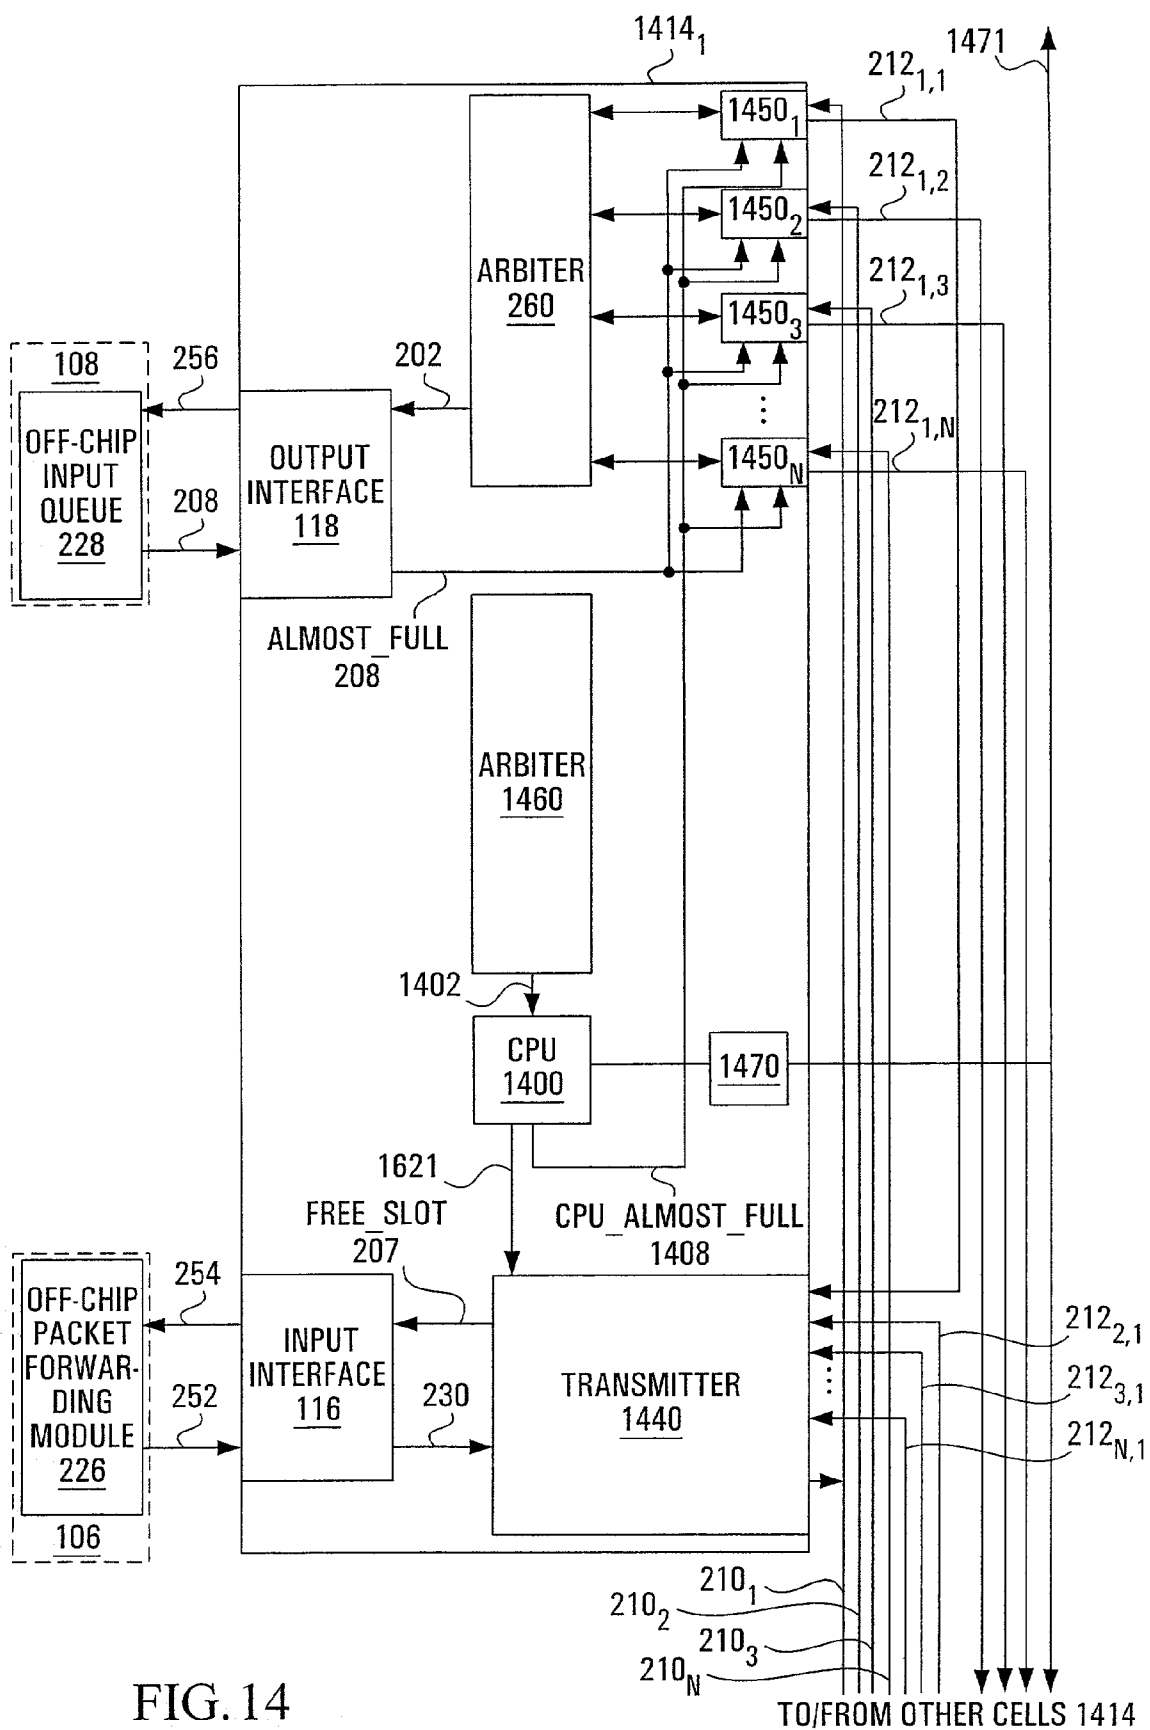 1414₁
1471
212₁,₁
1450₁
212₁,₂
1450₂
ARBITER
260
212₁,₃
1450₃
108
256
202
212₁,N
OFF-CHIP
INPUT
QUEUE
228
208
OUTPUT
INTERFACE
118
1450N
ALMOST_FULL
208
ARBITER
1460
1402
CPU
1400
1470
1621
FREE_SLOT
207
CPU_ALMOST_FULL
1408
254
OFF-CHIP
PACKET
FORWAR-
DING
MODULE
226
252
106
INPUT
INTERFACE
116
230
TRANSMITTER
1440
212₂,₁
212₃,₁
212N,₁
210₁
210₂
210₃
210N
TO/FROM OTHER CELLS 1414
FIG. 14